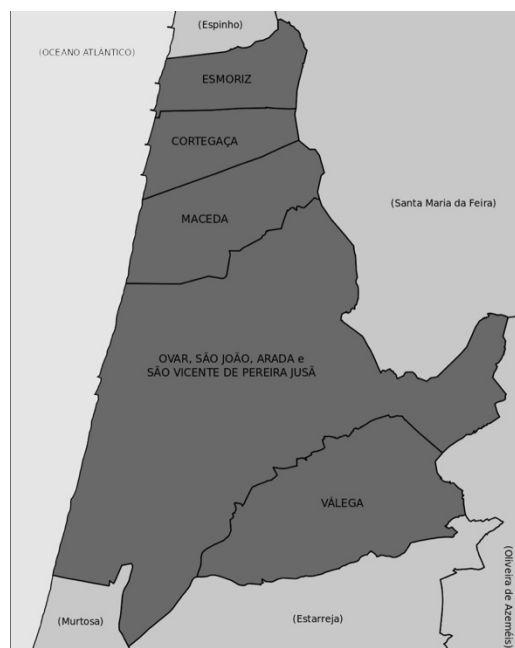 (Espinho)
(OCEANO ATLÁNTICO)
ESMORIZ
CORTEGAÇA
(Santa Maria da Feira)
MACEDA
OVAR, SÃO JOÃO, ARADA e
SÃO VICENTE DE PEREIRA JUSÃ
VÁLEGA
(Oliveira de Azeméis)
(Murtosa)
(Estarreja)